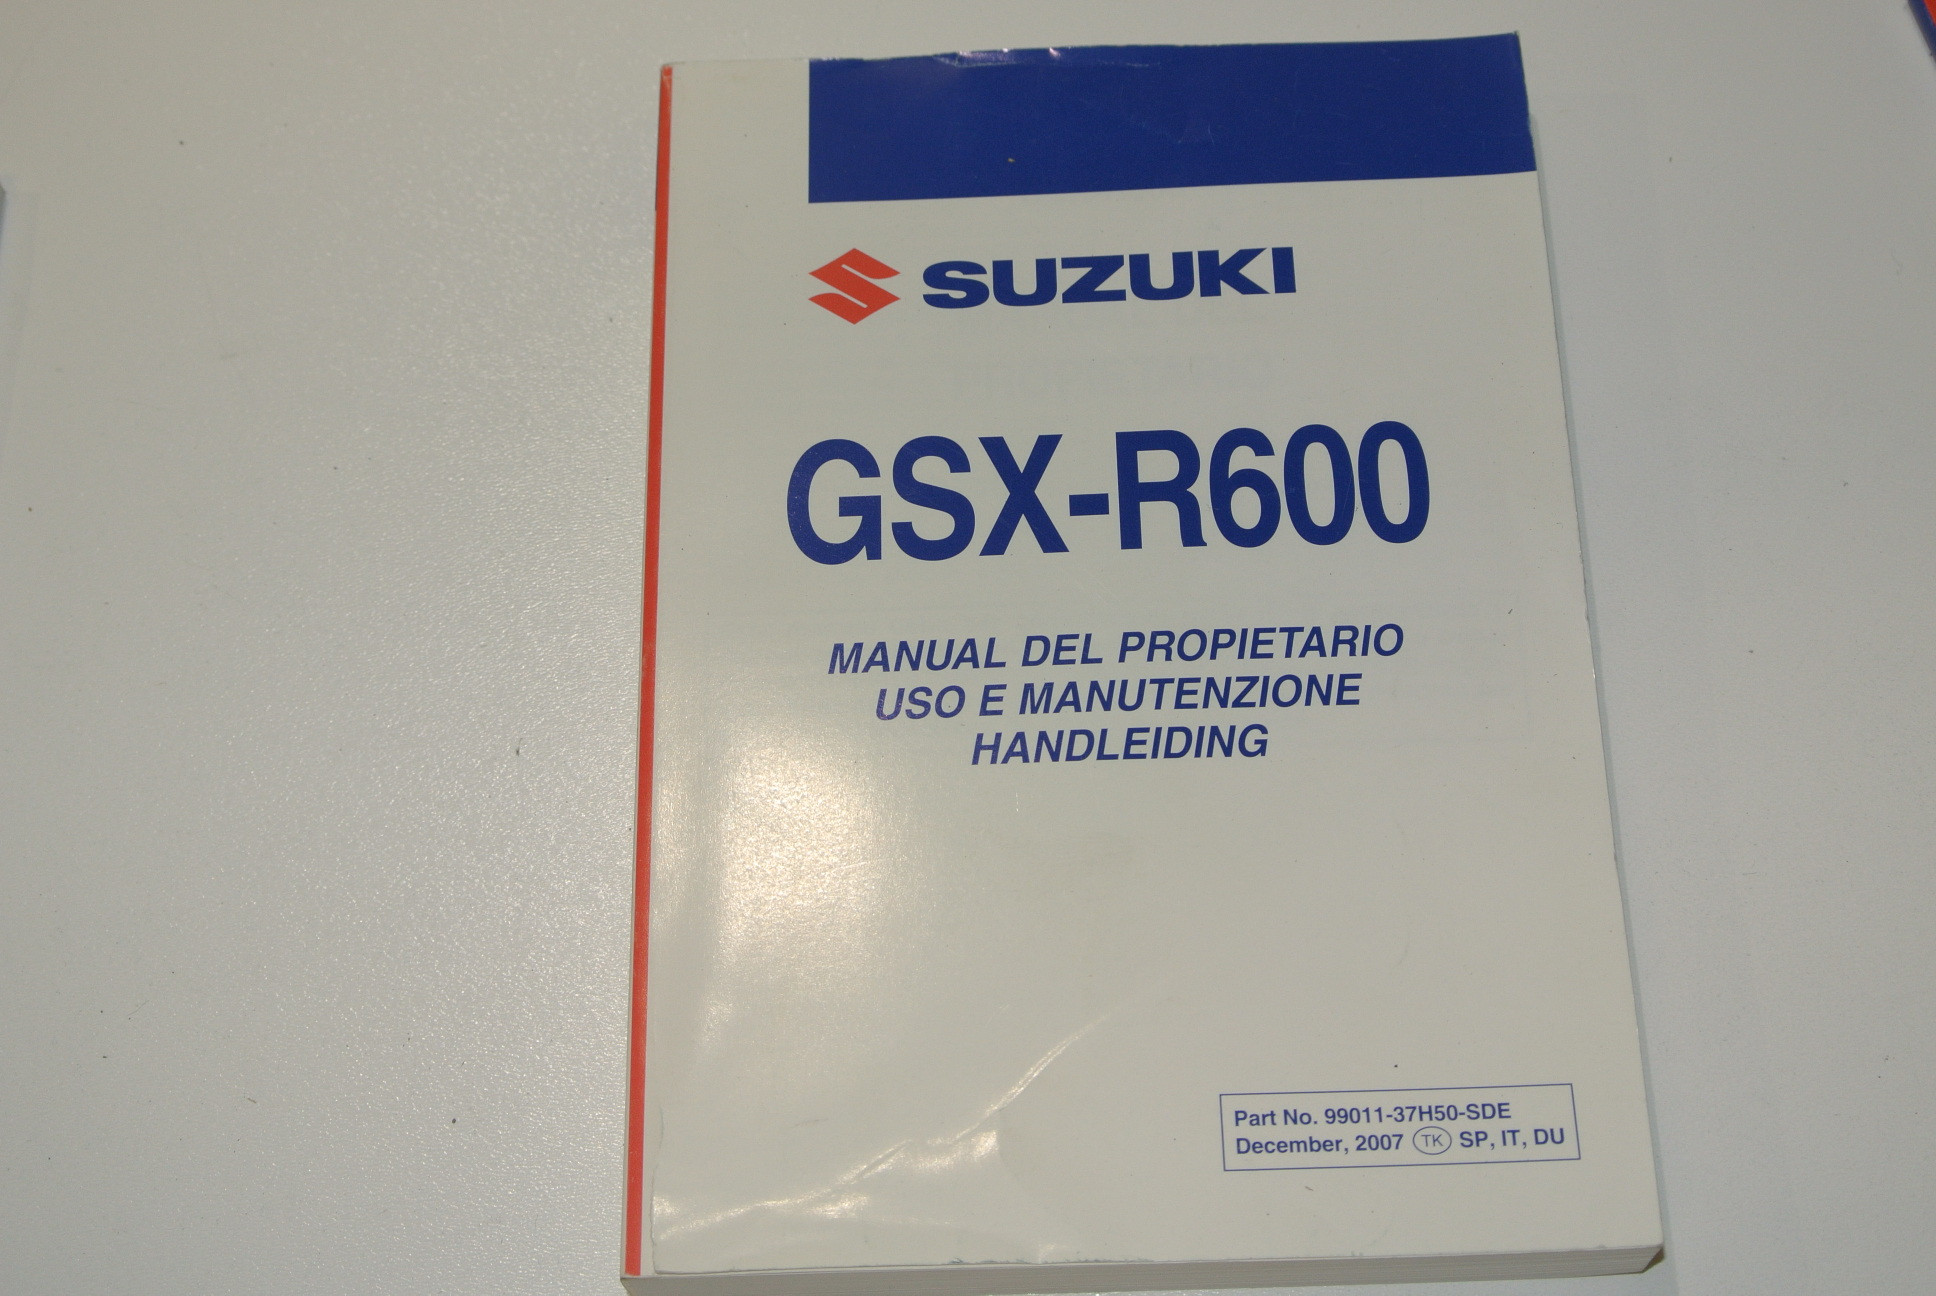 SUZUKI
GSX-R600
MANUAL DEL PROPIETARIO
USO E MANUTENZIONE
HANDLEIDING
Part No. 99011-37H50-SDE
December, 2007 TK SP, IT, DU